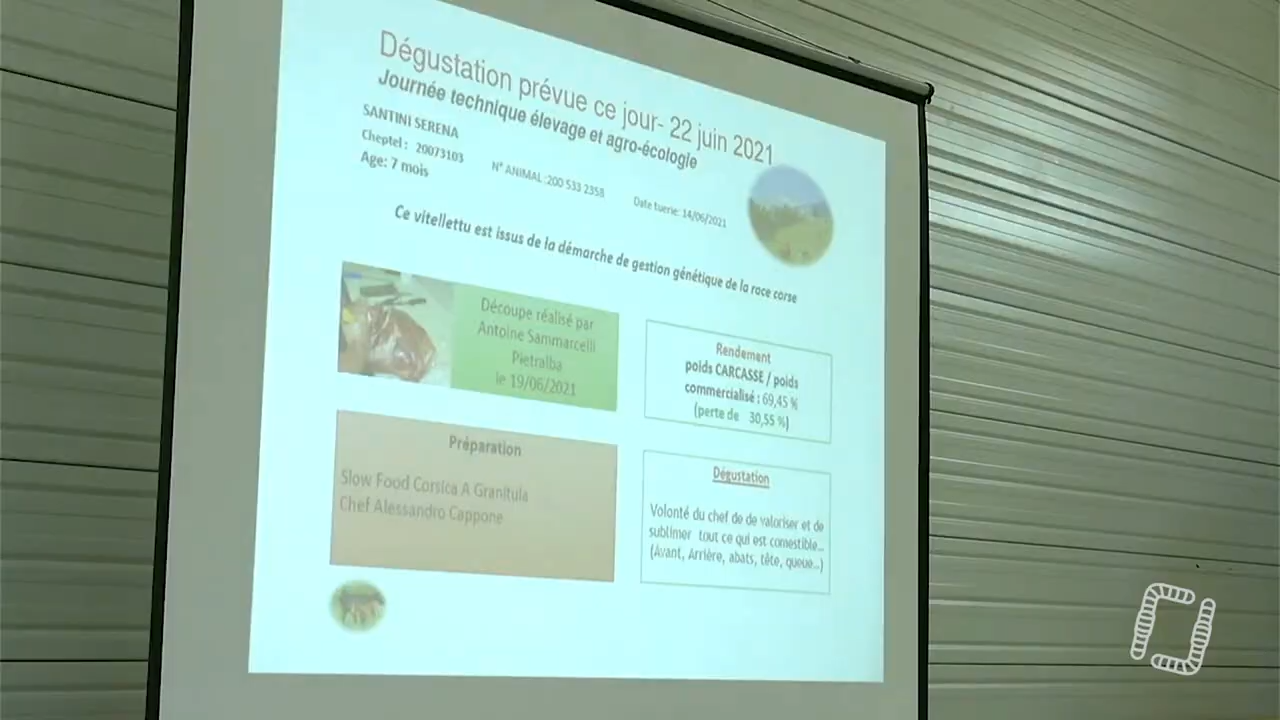 Dégustation prévue ce jour- 22 juin 2021
Journée technique élevage et agro-écologie
SANTINI SERENA
Cheptel : 20073103
Age: 7 mois
N° ANIMAL :200 533 2358
Date tuerie: 14/06/2021
Ce vitellettu est issus de la démarche de gestion génétique de la race corse
Découpe réalisé par
Antoine Sammarcelli
Pietralba
le 19/06/2021
Rendement
poids CARCASSE / poids
commercialisé : 69,45 %
(perte de 30,55 %)
Préparation
Slow Food Corsica A Granitula
Chef Alessandro Cappone
Dégustation
Volonté du chef de de valoriser et de
sublimer tout ce qui est comestible...
(Avant, Arrière, abats, tête, queue...)